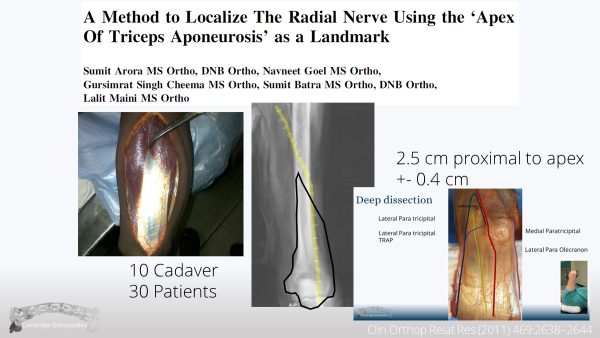 A Method to Localize The Radial Nerve Using the ‘Apex
Of Triceps Aponeurosis’ as a Landmark
Sumit Arora MS Ortho, DNB Ortho, Navneet Goel MS Ortho,
Gursimrat Singh Cheema MS Ortho, Sumit Batra MS Ortho, DNB Ortho,
Lalit Maini MS Ortho
2.5 cm proximal to apex
+- 0.4 cm
Deep dissection
Lateral Para tricipital
Lateral Para tricipital
TRAP
Medial Paratricipital
Lateral Para Olecranon
10 Cadaver
30 Patients
Cambridge Orthopaedics
Clin Orthop Relat Res (2011) 469:2638–2644